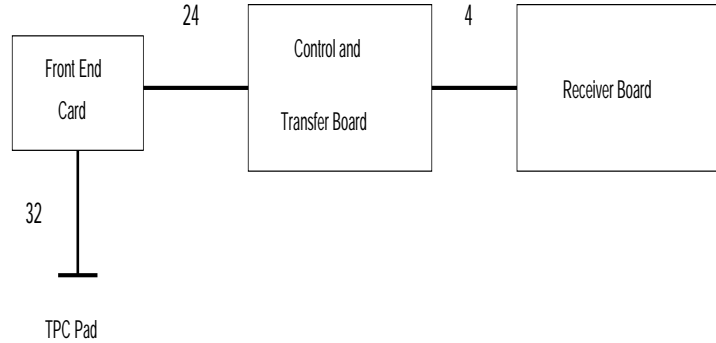 24
4
Front End
Card
Control and
Transfer Board
Receiver Board
32
TPC Pad